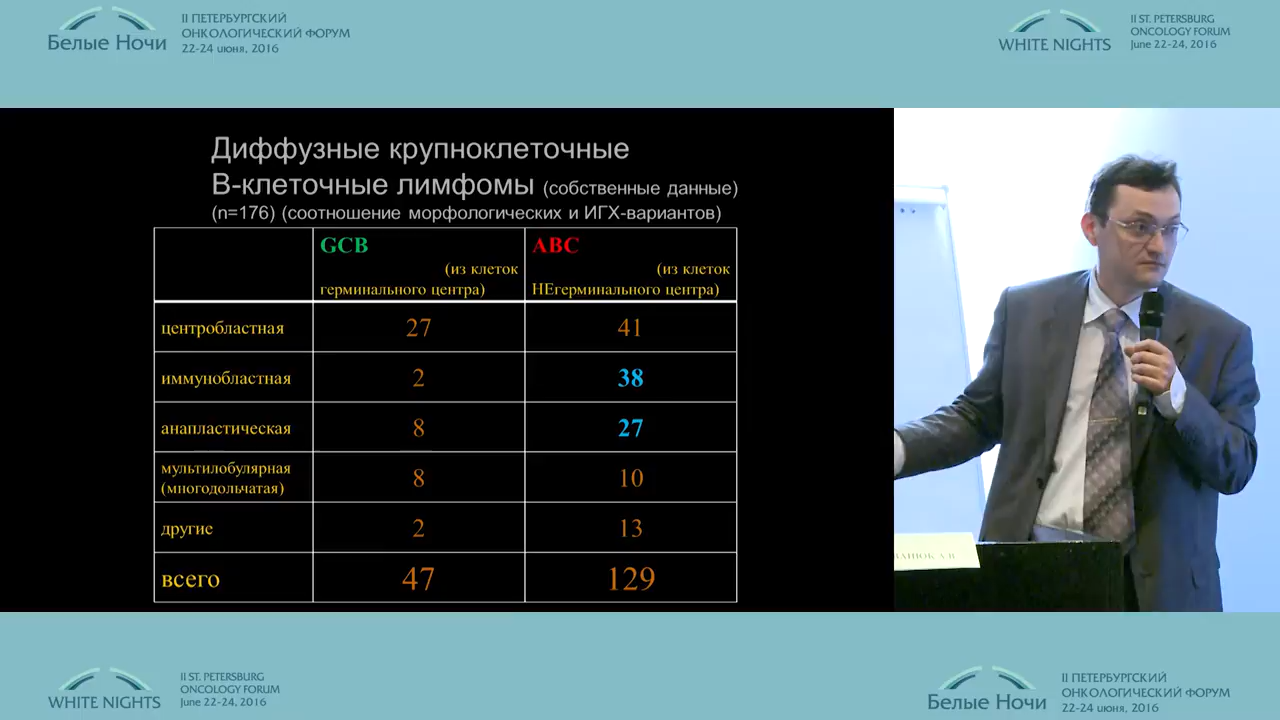 Белые Ночи
II ПЕТЕРБУРГСКИЙ
ОНКОЛОГИЧЕСКИЙ ФОРУМ
22-24 июня, 2016
WHITE NIGHTS
II ST. PETERSBURG
ONCOLOGY FORUM
June 22-24, 2016
Диффузные крупноклеточные
В-клеточные лимфомы (собственные данные)
(n=176) (соотношение морфологических и ИГХ-вариантов)
GCB
(из клеток
герминального центра)
ABC
(из клеток
НЕгерминального центра)
центробластная 27 41
иммунобластная 2 38
анапластическая 8 27
мультилобулярная
(многодольчатая) 8 10
другие 2 13
всего 47 129
WHITE NIGHTS
II ST. PETERSBURG
ONCOLOGY FORUM
June 22-24, 2016
Белые Ночи
II ПЕТЕРБУРГСКИЙ
ОНКОЛОГИЧЕСКИЙ ФОРУМ
22-24 июня, 2016